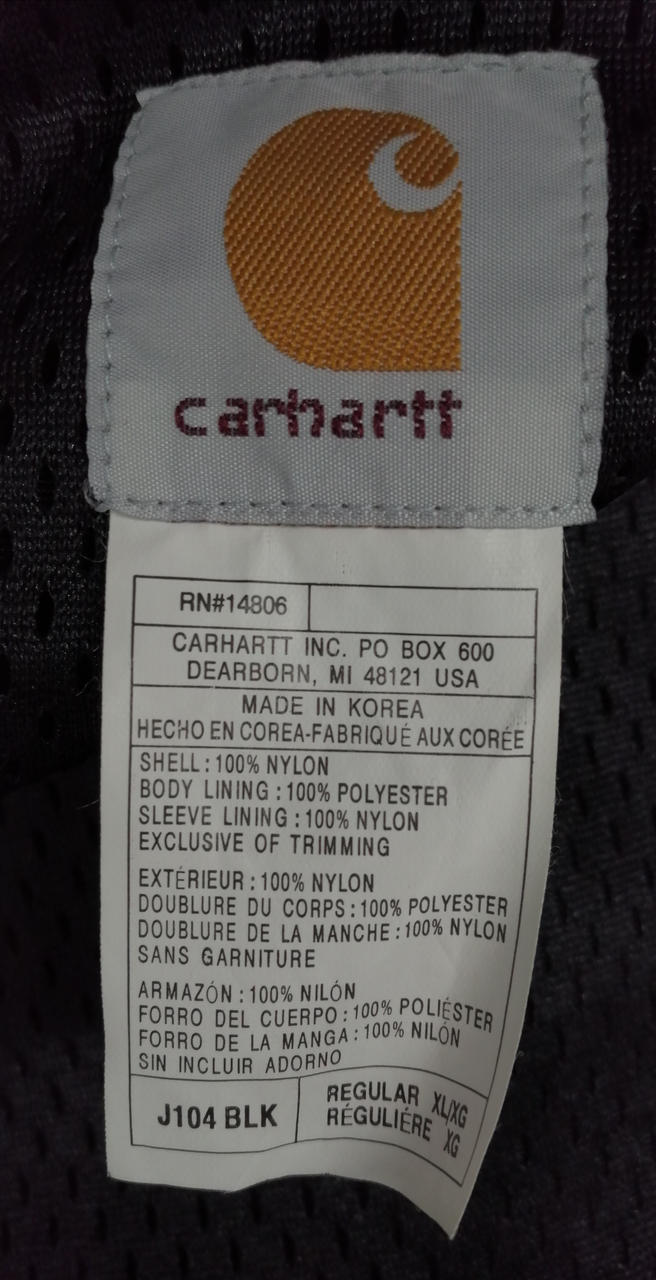 carhartt
RN#14806
CARHARTT INC. PO BOX 600
DEARBORN, MI 48121 USA
MADE IN KOREA
HECHO EN COREA-FABRIQUÉ AUX CORÉE
SHELL : 100% NYLON
BODY LINING : 100% POLYESTER
SLEEVE LINING : 100% NYLON
EXCLUSIVE OF TRIMMING
EXTÉRIEUR : 100% NYLON
DOUBLURE DU CORPS : 100% POLYESTER
DOUBLURE DE LA MANCHE : 100% NYLON
SANS GARNITURE
ARMAZÓN : 100% NILÓN
FORRO DEL CUERPO : 100% POLIÉSTER
FORRO DE LA MANGA : 100% NILÓN
SIN INCLUIR ADORNO
J104 BLK
REGULAR XL/XG
RÉGULIÉRE XG